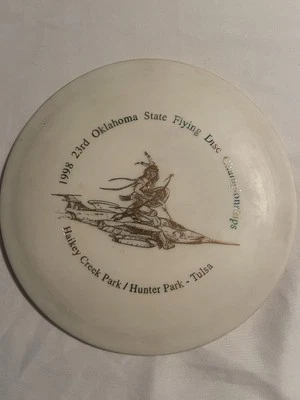 1998 23rd Oklahoma State Flying Disc Championships
Haikey Creek Park / Hunter Park - Tulsa